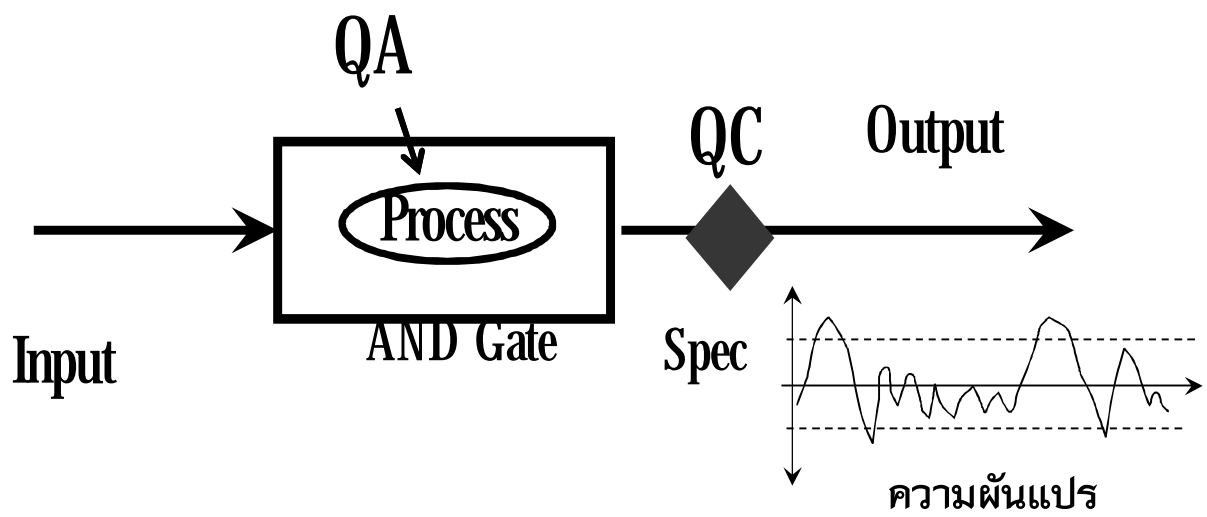 QA
QC
Output
Process
AND Gate
Input
Spec
ความผันแปร